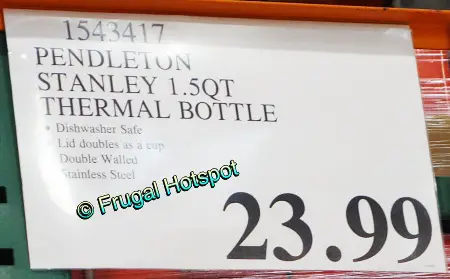 1543417
PENDLETON
STANLEY 1.5QT
THERMAL BOTTLE
• Dishwasher Safe
• Lid doubles as a cup
Double Walled
Stainless Steel
© Frugal Hotspot
23.99